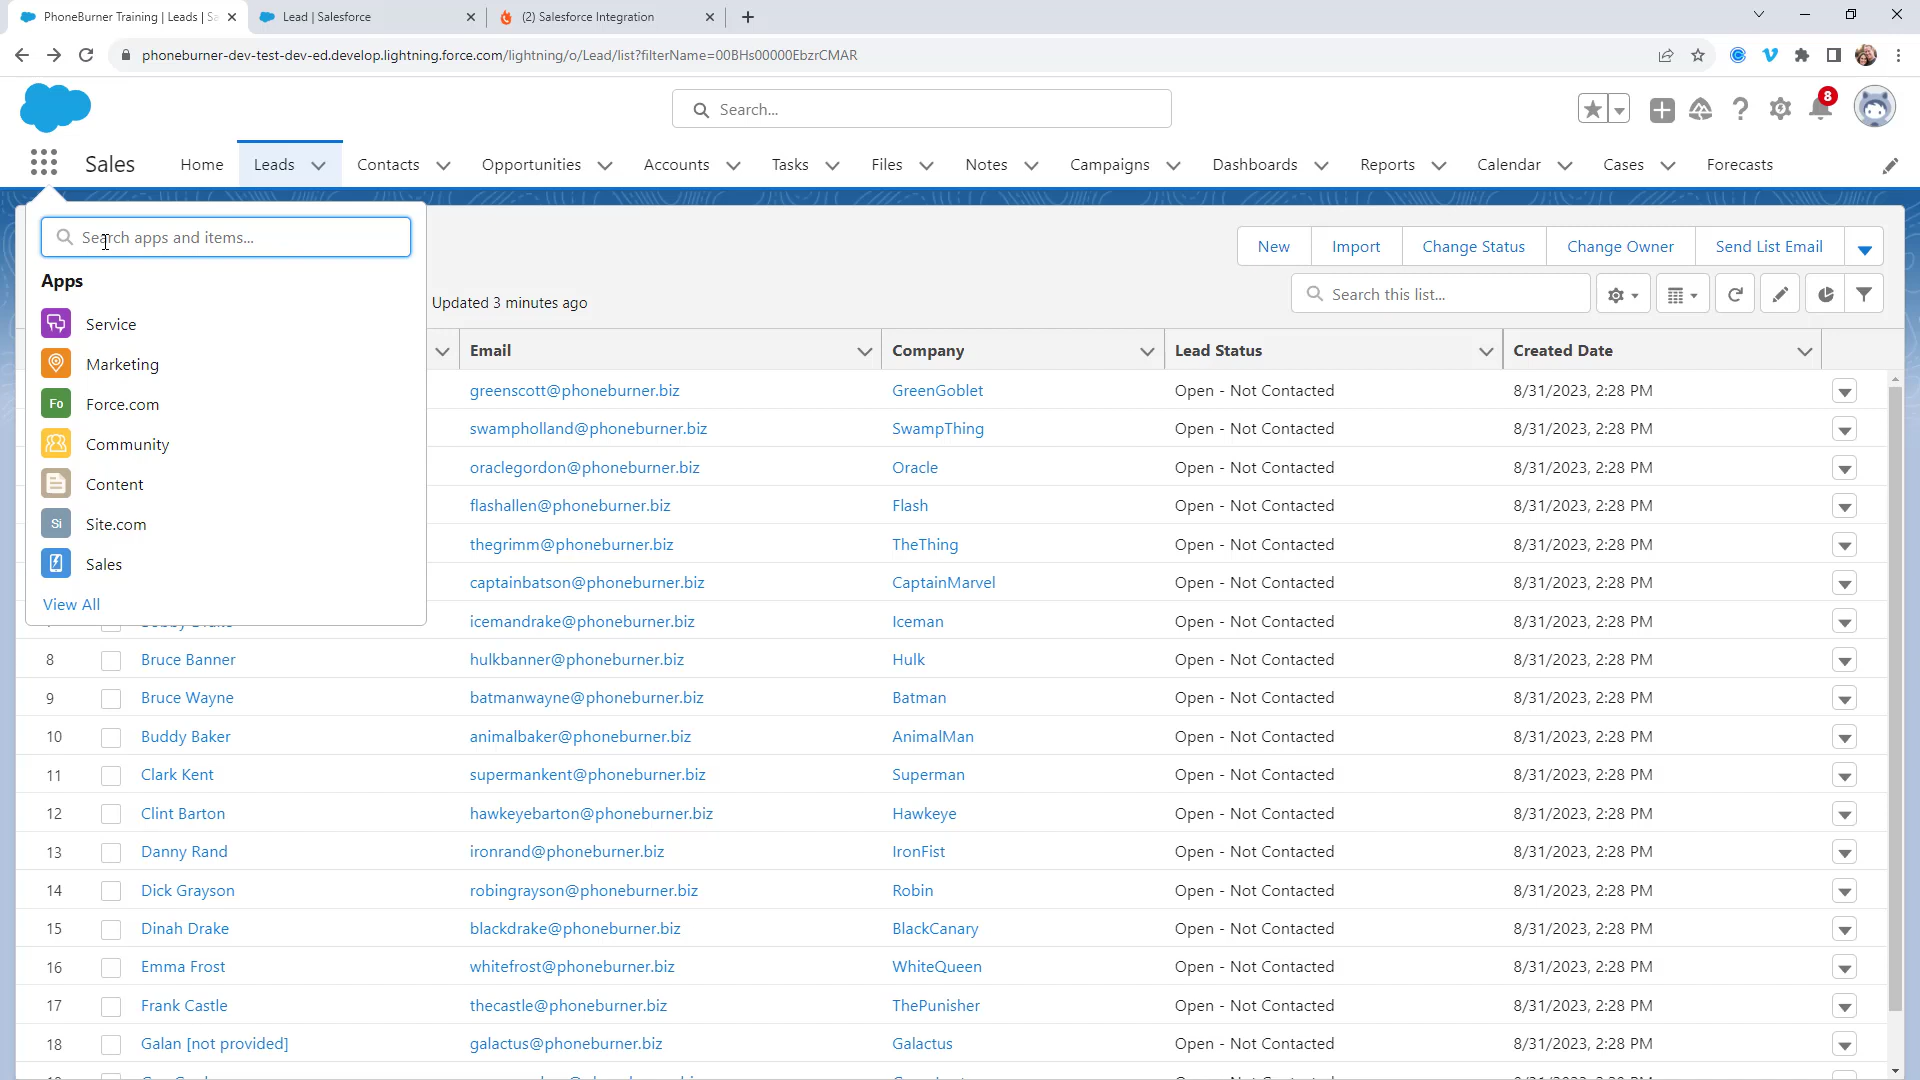 PhoneBurner Training | Leads | Sa
Lead | Salesforce
(2) Salesforce Integration
phoneburner-dev-test-dev-ed.develop.lightning.force.com/lightning/o/Lead/list?filterName=00BHs00000EbzrCMAR
Search...
8
Sales
Home
Leads
Contacts
Opportunities
Accounts
Tasks
Files
Notes
Campaigns
Dashboards
Reports
Calendar
Cases
Forecasts
Search apps and items...
Apps
Service
Marketing
Fo Force.com
Community
Content
Si Site.com
Sales
View All
New
Import
Change Status
Change Owner
Send List Email
Updated 3 minutes ago
Search this list...
Email Company Lead Status Created Date
greenscott@phoneburner.biz GreenGoblet Open - Not Contacted 8/31/2023, 2:28 PM
swampholland@phoneburner.biz SwampThing Open - Not Contacted 8/31/2023, 2:28 PM
oraclegordon@phoneburner.biz Oracle Open - Not Contacted 8/31/2023, 2:28 PM
flashallen@phoneburner.biz Flash Open - Not Contacted 8/31/2023, 2:28 PM
thegrimm@phoneburner.biz TheThing Open - Not Contacted 8/31/2023, 2:28 PM
captainbatson@phoneburner.biz CaptainMarvel Open - Not Contacted 8/31/2023, 2:28 PM
icemandrake@phoneburner.biz Iceman Open - Not Contacted 8/31/2023, 2:28 PM
8 Bruce Banner hulkbanner@phoneburner.biz Hulk Open - Not Contacted 8/31/2023, 2:28 PM
9 Bruce Wayne batmanwayne@phoneburner.biz Batman Open - Not Contacted 8/31/2023, 2:28 PM
10 Buddy Baker animalbaker@phoneburner.biz AnimalMan Open - Not Contacted 8/31/2023, 2:28 PM
11 Clark Kent supermankent@phoneburner.biz Superman Open - Not Contacted 8/31/2023, 2:28 PM
12 Clint Barton hawkeyebarton@phoneburner.biz Hawkeye Open - Not Contacted 8/31/2023, 2:28 PM
13 Danny Rand ironrand@phoneburner.biz IronFist Open - Not Contacted 8/31/2023, 2:28 PM
14 Dick Grayson robingrayson@phoneburner.biz Robin Open - Not Contacted 8/31/2023, 2:28 PM
15 Dinah Drake blackdrake@phoneburner.biz BlackCanary Open - Not Contacted 8/31/2023, 2:28 PM
16 Emma Frost whitefrost@phoneburner.biz WhiteQueen Open - Not Contacted 8/31/2023, 2:28 PM
17 Frank Castle thecastle@phoneburner.biz ThePunisher Open - Not Contacted 8/31/2023, 2:28 PM
18 Galan [not provided] galactus@phoneburner.biz Galactus Open - Not Contacted 8/31/2023, 2:28 PM